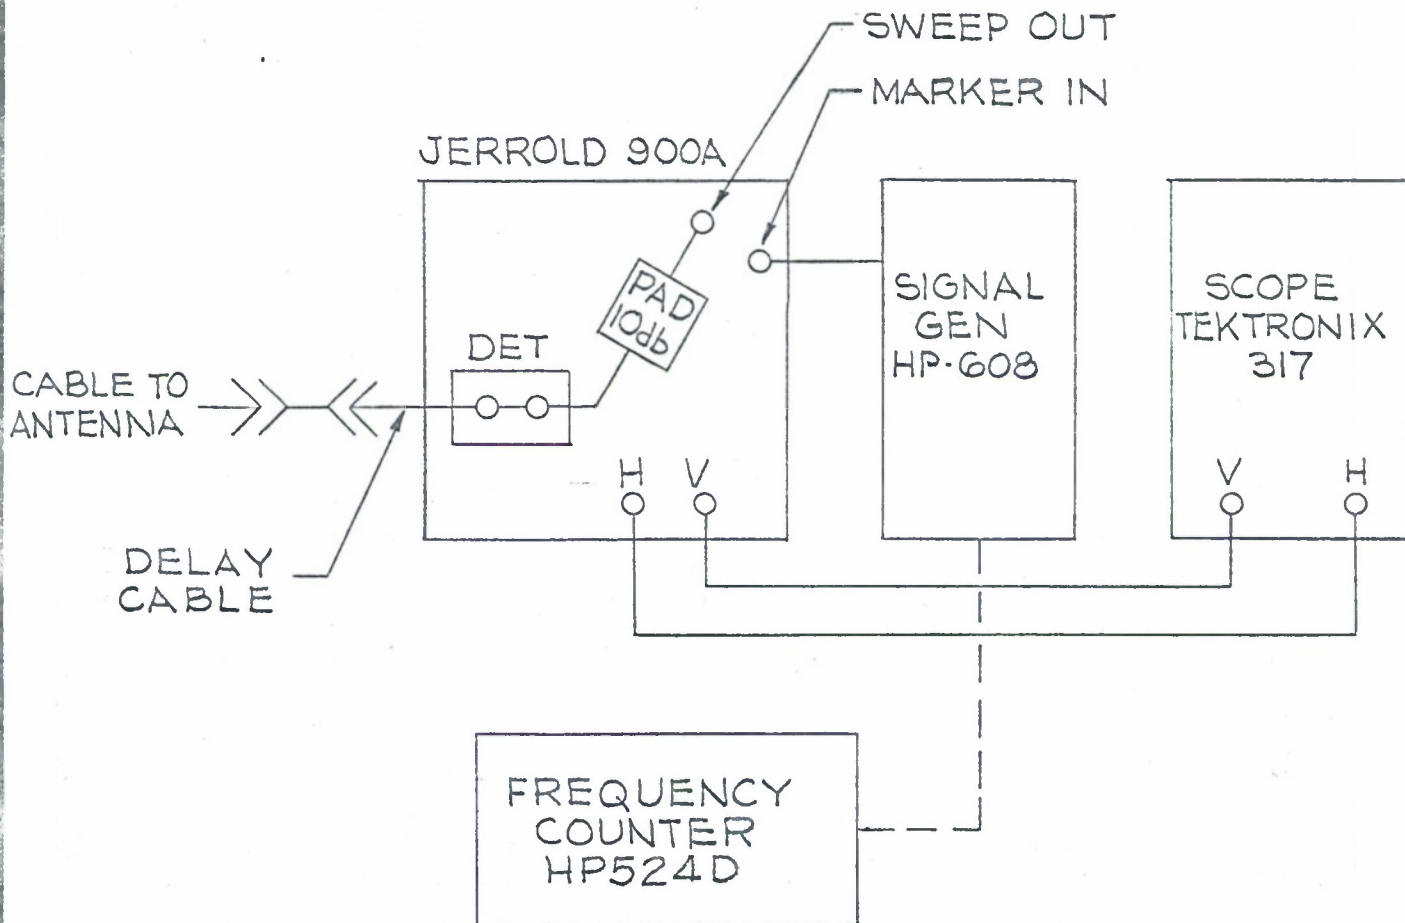 SWEEP OUT
MARKER IN
JERROLD 900A
PAD
10db
DET
CABLE TO
ANTENNA
SIGNAL
GEN
HP-608
SCOPE
TEKTRONIX
317
H V
V H
DELAY
CABLE
FREQUENCY
COUNTER
HP524D